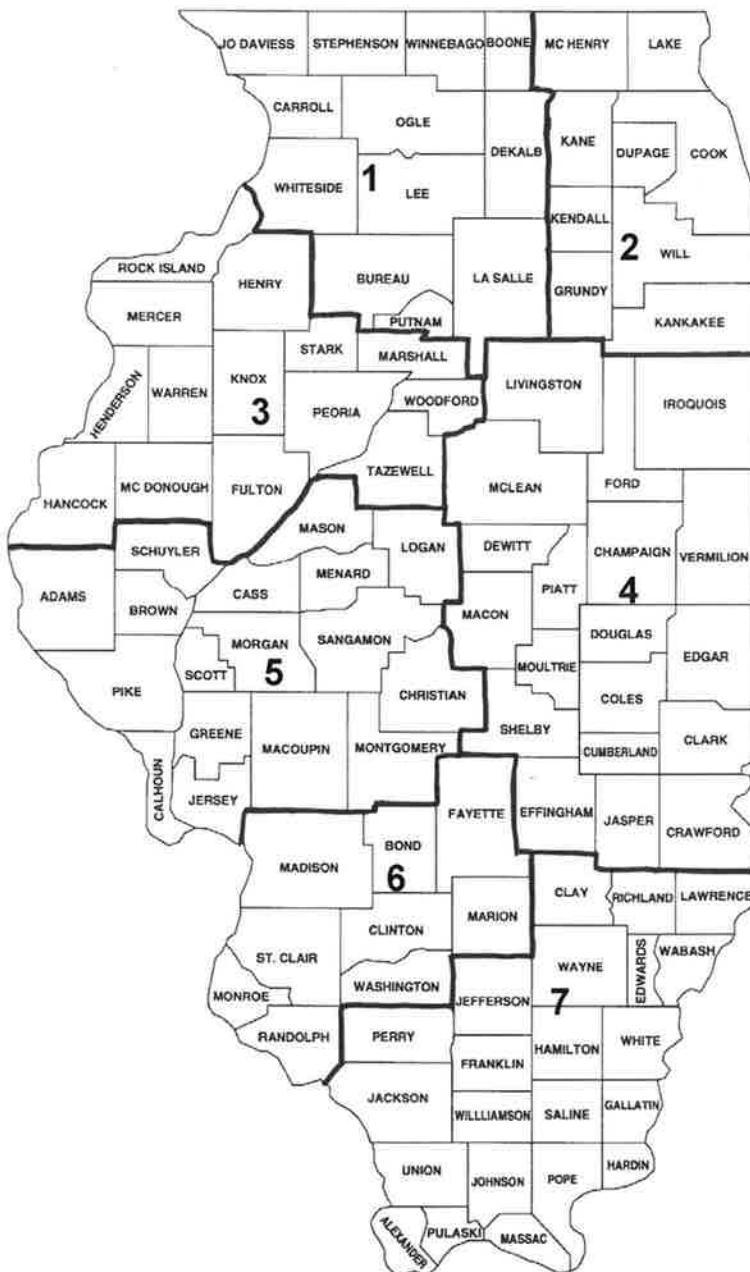 JO DAVIESS
STEPHENSON
WINNEBAGO
BOONE
MC HENRY
LAKE
CARROLL
OGLE
DEKALB
KANE
DUPAGE
COOK
WHITESIDE
1
LEE
KENDALL
2
WILL
ROCK ISLAND
HENRY
BUREAU
LA SALLE
GRUNDY
KANKAKEE
MERCER
PUTNAM
STARK
MARSHALL
HENDERSON
WARREN
KNOX
3
PEORIA
WOODFORD
LIVINGSTON
IROQUOIS
TAZEWELL
HANCOCK
MC DONOUGH
FULTON
MCLEAN
FORD
MASON
LOGAN
SCHUYLER
DEWITT
CHAMPAIGN
VERMILION
ADAMS
BROWN
CASS
MENARD
PIATT
4
MACON
MORGAN
SANGAMON
DOUGLAS
EDGAR
PIKE
SCOTT
5
CHRISTIAN
MOULTRIE
COLES
GREENE
MACOUPIN
MONTGOMERY
SHELBY
CUMBERLAND
CLARK
CALHOUN
JERSEY
FAYETTE
EFFINGHAM
JASPER
CRAWFORD
MADISON
BOND
6
CLAY
RICHLAND
LAWRENCE
MARION
CLINTON
ST. CLAIR
WAYNE
EDWARDS
WABASH
WASHINGTON
MONROE
JEFFERSON
7
RANDOLPH
PERRY
HAMILTON
WHITE
FRANKLIN
JACKSON
WILLLIAMSON
SALINE
GALLATIN
UNION
JOHNSON
POPE
HARDIN
ALEXANDER
PULASKI
MASSAC